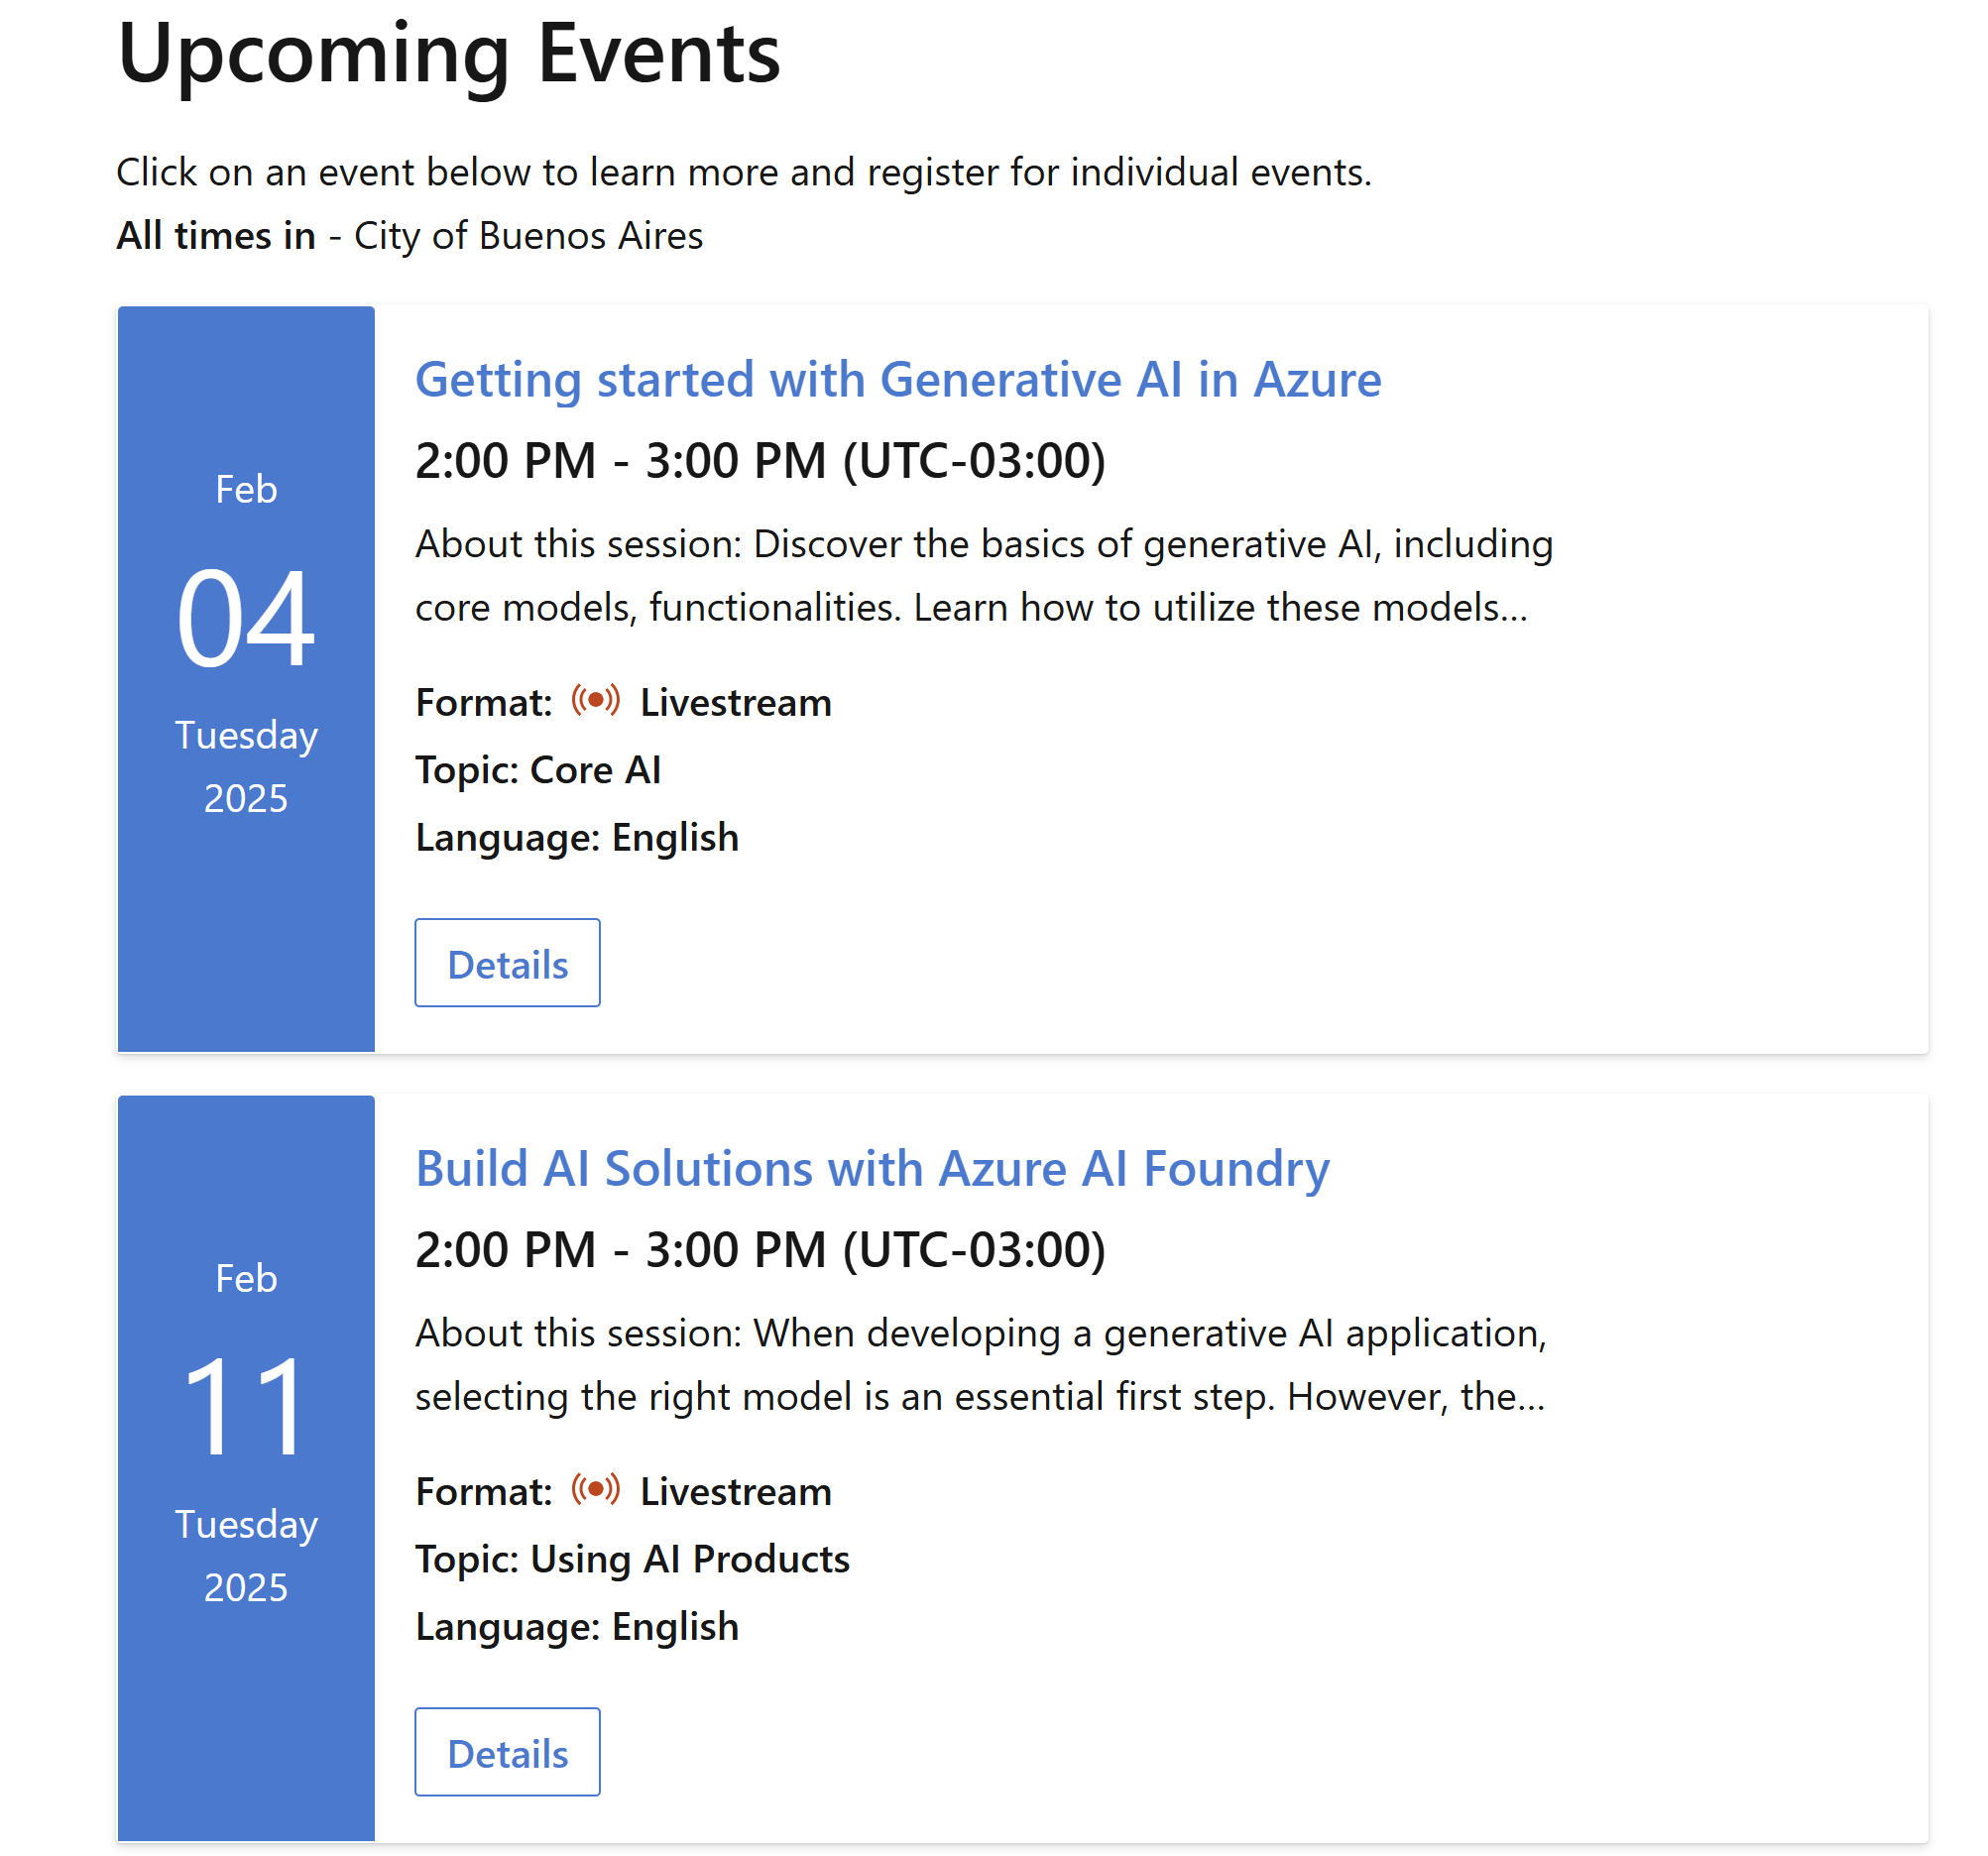 Upcoming Events
Click on an event below to learn more and register for individual events.
All times in - City of Buenos Aires
Feb
04
Tuesday
2025
Getting started with Generative AI in Azure
2:00 PM - 3:00 PM (UTC-03:00)
About this session: Discover the basics of generative AI, including
core models, functionalities. Learn how to utilize these models...
Format: Livestream
Topic: Core AI
Language: English
Details
Feb
11
Tuesday
2025
Build AI Solutions with Azure AI Foundry
2:00 PM - 3:00 PM (UTC-03:00)
About this session: When developing a generative AI application,
selecting the right model is an essential first step. However, the...
Format: Livestream
Topic: Using AI Products
Language: English
Details